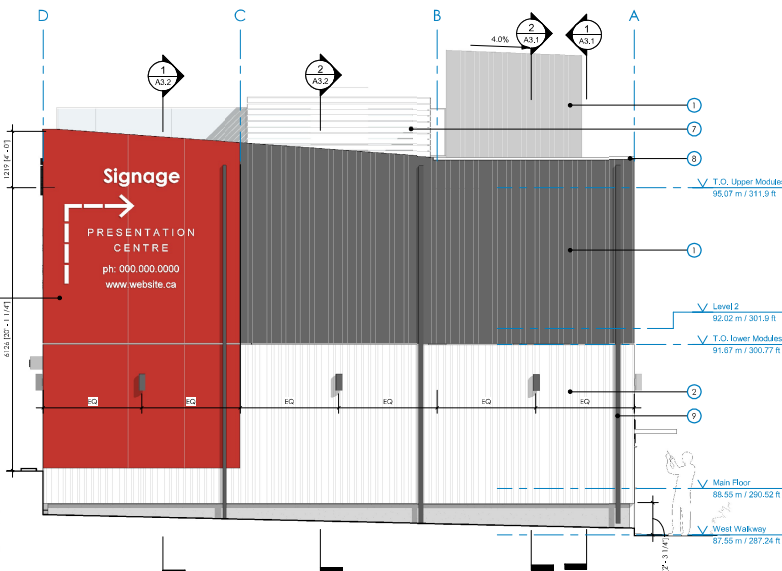 D
C
B
A
1
A3.2
2
A3.2
4.0%
2
A3.1
1
A3.1
1
7
8
1219 [4' - 0"]
T.O. Upper Modules
95.07 m / 311.9 ft
Signage
PRESENTATION
CENTRE
ph: 000.000.0000
www.website.ca
1
6126 [20' - 1 1/4"]
Level 2
92.02 m / 301.9 ft
T.O. lower Modules
91.67 m / 300.77 ft
2
EQ
EQ
EQ
EQ
EQ
EQ
9
Main Floor
88.55 m / 290.52 ft
West Walkway
87.55 m / 287.24 ft
2' - 3 1/4"]